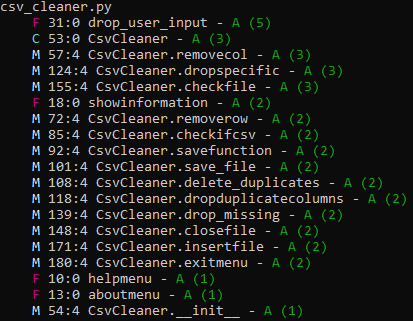 csv_cleaner.py
F 31:0 drop_user_input - A (5)
C 53:0 CsvCleaner - A (3)
M 57:4 CsvCleaner.removecol - A (3)
M 124:4 CsvCleaner.dropspecific - A (3)
M 155:4 CsvCleaner.checkfile - A (3)
F 18:0 showinformation - A (2)
M 72:4 CsvCleaner.removerow - A (2)
M 85:4 CsvCleaner.checkifcsv - A (2)
M 92:4 CsvCleaner.savefunction - A (2)
M 101:4 CsvCleaner.save_file - A (2)
M 108:4 CsvCleaner.delete_duplicates - A (2)
M 118:4 CsvCleaner.dropduplicatecolumns - A (2)
M 139:4 CsvCleaner.drop_missing - A (2)
M 148:4 CsvCleaner.closefile - A (2)
M 171:4 CsvCleaner.insertfile - A (2)
M 180:4 CsvCleaner.exitmenu - A (2)
F 10:0 helpmenu - A (1)
F 13:0 aboutmenu - A (1)
M 54:4 CsvCleaner.__init__ - A (1)